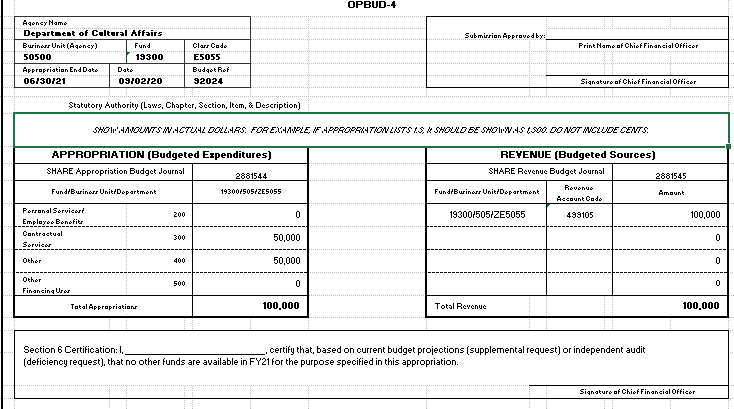 OPBUD-4
Agency Name
Department of Cultural Affairs
Submission Approved by:
Business Unit (Agency) Fund Class Code
Print Name of Chief Financial Officer
50500 19300 E5055
Appropriation End Date Date Budget Ref
06/30/21 09/02/20 92024
Signature of Chief Financial Officer
Statutory Authority (Laws, Chapter, Section, Item, & Description)
SHOW AMOUNTS IN ACTUAL DOLLARS. FOR EXAMPLE, IF APPROPRIATION LISTS 1.3, It SHOULD BE SHOWN AS 1,300. DO NOT INCLUDE CENTS.
APPROPRIATION (Budgeted Expenditures) REVENUE (Budgeted Sources)
SHARE Appropriation Budget Journal 2881544 SHARE Revenue Budget Journal 2881545
Fund/Business Unit/Department 19300/505/ZE5055 Fund/Business Unit/Department Revenue Account Code Amount
Personal Services/
Employee Benefits 200 0 19300/505/ZE5055 499105 100,000
Contractual
Services 300 50,000 0
Other 400 50,000 0
Other
Financing Uses 500 0 0
Total Appropriations 100,000 Total Revenue 100,000
Section 6 Certification: I, ______________________, certify that, based on current budget projections (supplemental request) or independent audit
(deficiency request), that no other funds are available in FY21 for the purpose specified in this appropriation.
Signature of Chief Financial Officer